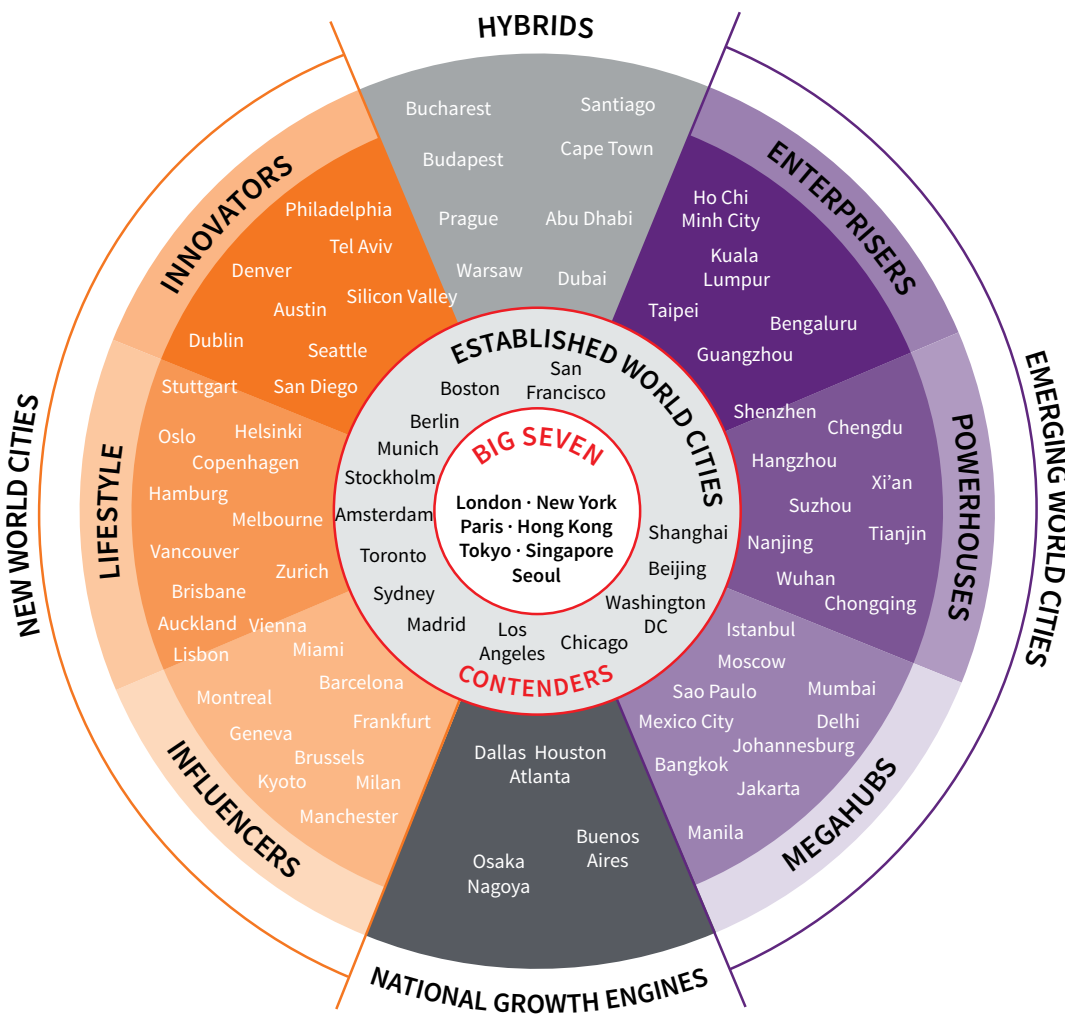 HYBRIDS
Bucharest
Santiago
Budapest
Cape Town
Prague
Abu Dhabi
Warsaw
Dubai
ENTERPRISERS
Ho Chi
Minh City
Kuala
Lumpur
Taipei
Bengaluru
Guangzhou
Shenzhen
POWERHOUSES
Chengdu
Hangzhou
Xi'an
Suzhou
Tianjin
Nanjing
Wuhan
Chongqing
EMERGING WORLD CITIES
MEGAHUBS
Istanbul
Moscow
Sao Paulo
Mumbai
Mexico City
Delhi
Johannesburg
Bangkok
Jakarta
Manila
NATIONAL GROWTH ENGINES
Dallas Houston
Atlanta
Buenos
Aires
Osaka
Nagoya
INFLUENCERS
Vienna
Miami
Barcelona
Montreal
Frankfurt
Geneva
Brussels
Kyoto
Milan
Manchester
LIFESTYLE
Stuttgart
Oslo
Helsinki
Copenhagen
Hamburg
Melbourne
Vancouver
Zurich
Brisbane
Auckland
Lisbon
NEW WORLD CITIES
INNOVATORS
Philadelphia
Tel Aviv
Denver
Silicon Valley
Austin
Dublin
Seattle
San Diego
ESTABLISHED WORLD CITIES
San
Francisco
Boston
Berlin
Munich
Stockholm
Amsterdam
Toronto
Sydney
Madrid
Los
Angeles
Chicago
Washington
DC
Beijing
Shanghai
CONTENDERS
BIG SEVEN
London · New York
Paris · Hong Kong
Tokyo · Singapore
Seoul